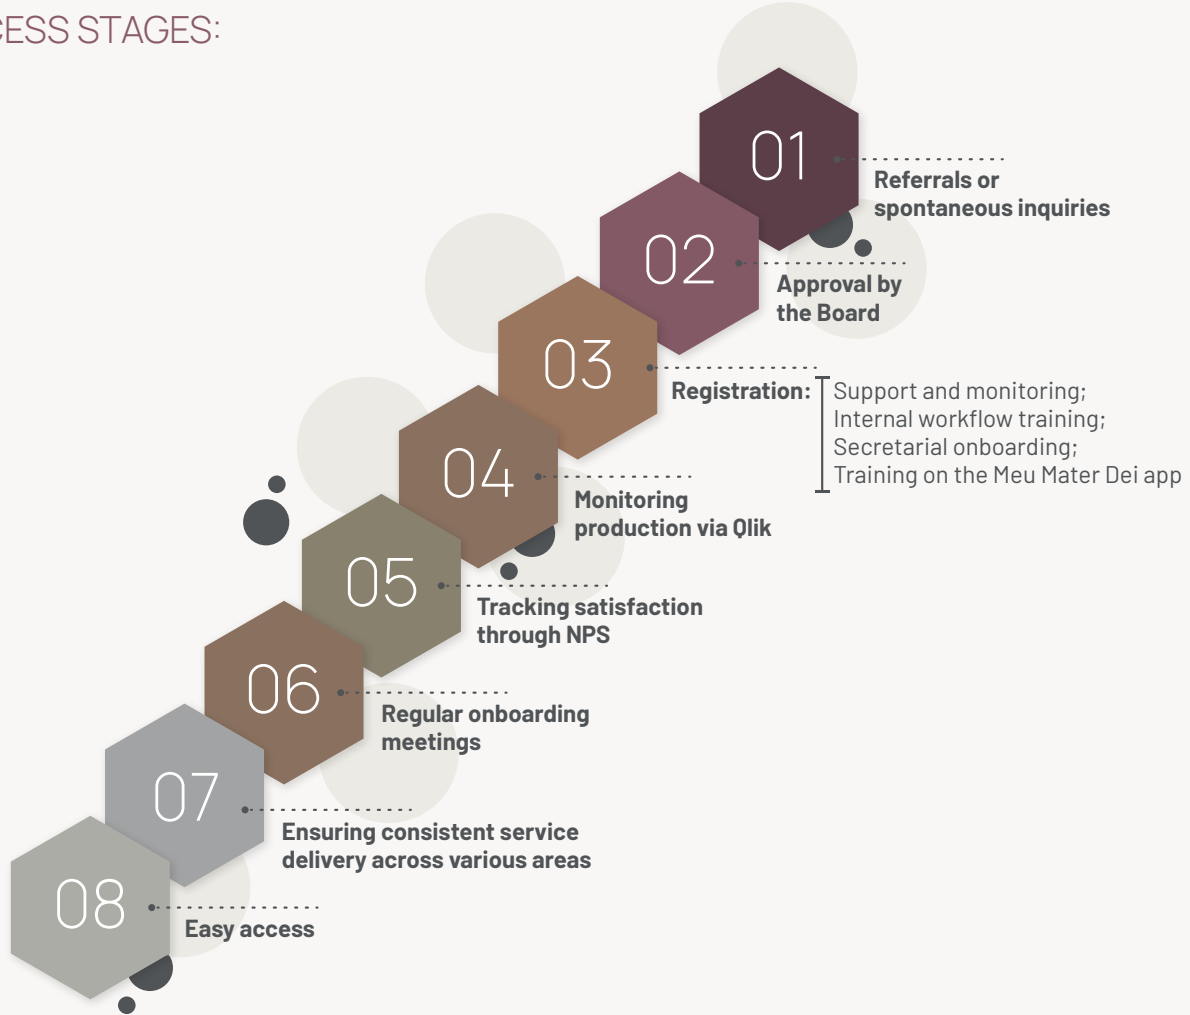 CESS STAGES:
01
Referrals or
spontaneous inquiries
02
Approval by
the Board
03
Registration:
Support and monitoring;
Internal workflow training;
Secretarial onboarding;
Training on the Meu Mater Dei app
04
Monitoring
production via Qlik
05
Tracking satisfaction
through NPS
06
Regular onboarding
meetings
07
Ensuring consistent service
delivery across various areas
08
Easy access